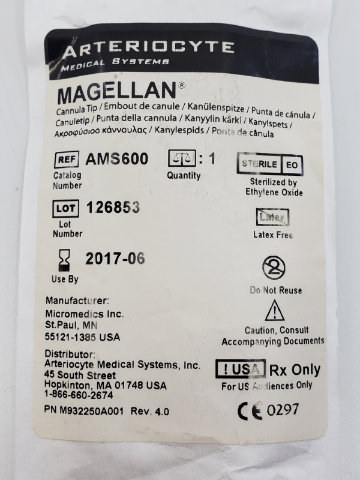 ARTERIOCYTE
MEDICAL SYSTEMS
MAGELLAN®
Cannula Tip / Embout de canule / Kanülenspitze / Punta de cánula /
Canuletip / Punta della cannula / Kanyylin kärki / Kanylspets /
Ακροφύσιο κάννουλας / Kanylespids / Ponta de cânula
REF AMS600 : 1 STERILE EO
Catalog Number Quantity Sterilized by Ethylene Oxide
LOT 126853 Latex
Lot Number Latex Free
2017-06
Use By Do Not Reuse
Manufacturer:
Micromedics Inc.
St.Paul, MN
55121-1385 USA
Caution, Consult
Accompanying Documents
Distributor:
Arteriocyte Medical Systems, Inc.
45 South Street
Hopkinton, MA 01748 USA
1-866-660-2674
! USA Rx Only
For US Audiences Only
PN M932250A001 Rev. 4.0 CE 0297